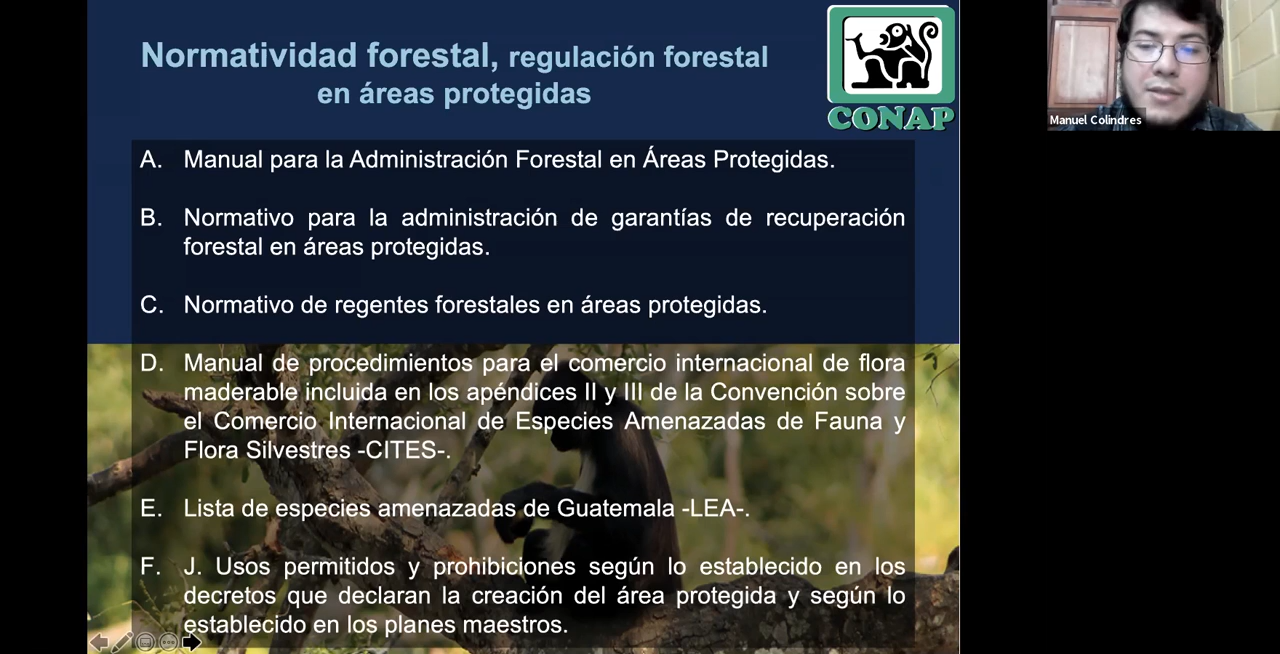 Normatividad forestal, regulación forestal
en áreas protegidas
CONAP
Manuel Colindres
A. Manual para la Administración Forestal en Áreas Protegidas.
B. Normativo para la administración de garantías de recuperación
forestal en áreas protegidas.
C. Normativo de regentes forestales en áreas protegidas.
D. Manual de procedimientos para el comercio internacional de flora
maderable incluida en los apéndices II y III de la Convención sobre
el Comercio Internacional de Especies Amenazadas de Fauna y
Flora Silvestres -CITES-.
E. Lista de especies amenazadas de Guatemala -LEA-.
F. J. Usos permitidos y prohibiciones según lo establecido en los
decretos que declaran la creación del área protegida y según lo
establecido en los planes maestros.